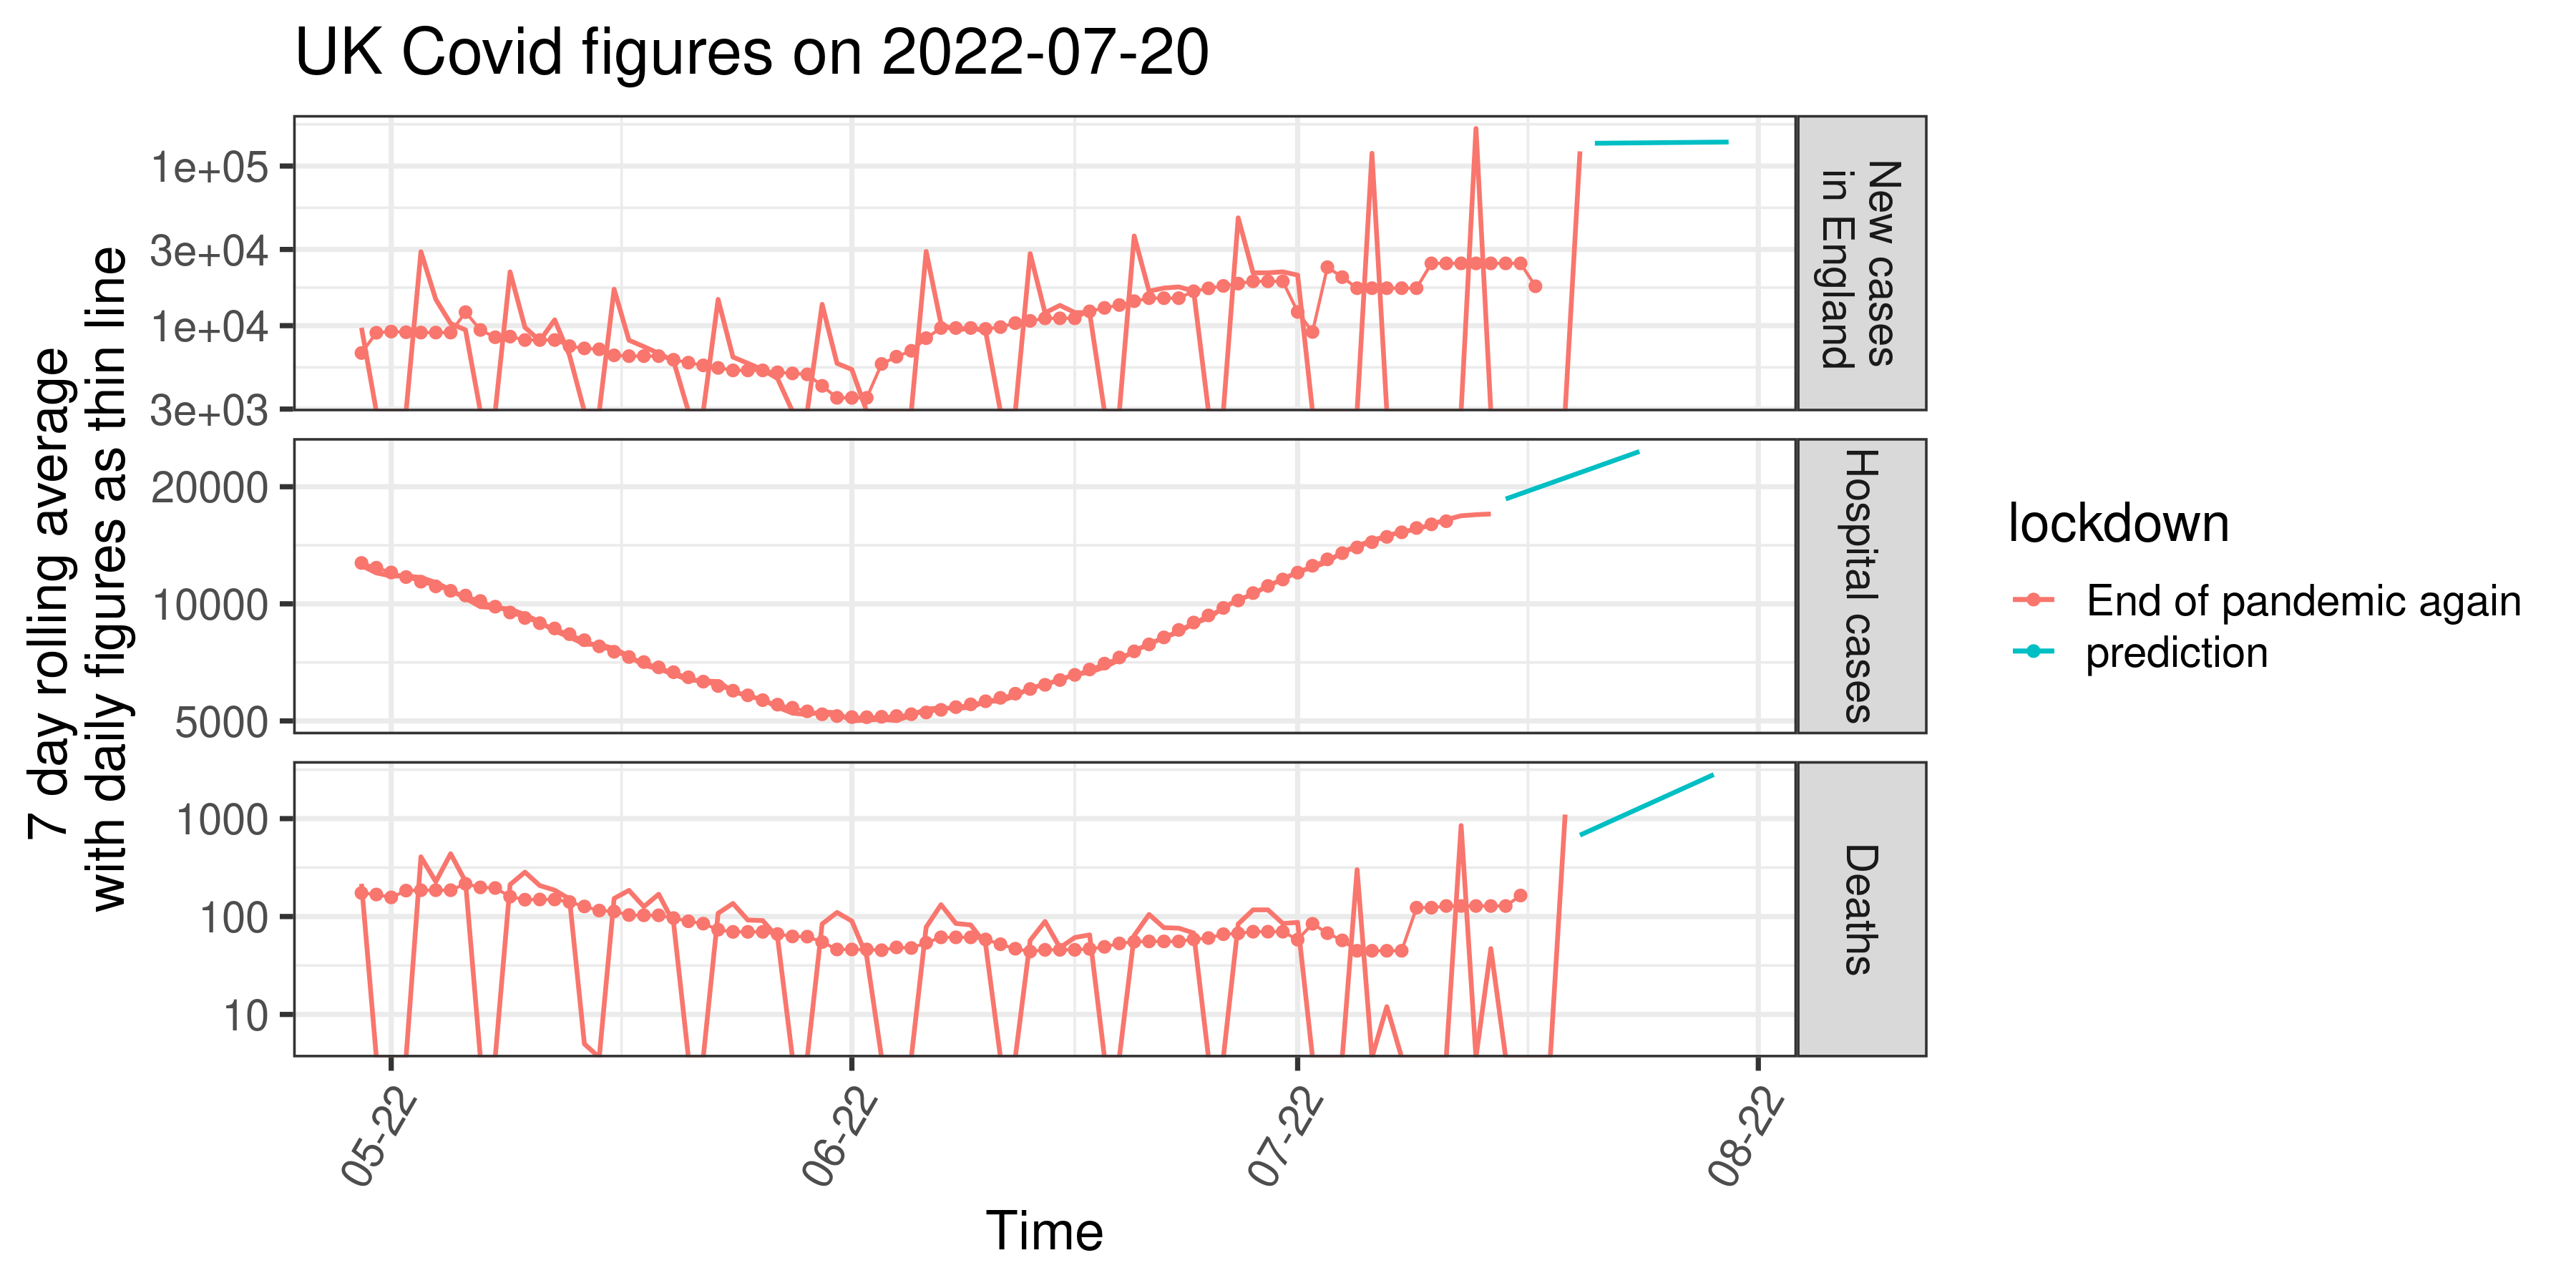 UK Covid figures on 2022-07-20
7 day rolling average
with daily figures as thin line
1e+05
3e+04
1e+04
3e+03
New cases
in England
20000
10000
5000
Hospital cases
1000
100
10
Deaths
05-22
06-22
07-22
08-22
Time
lockdown
End of pandemic again
prediction